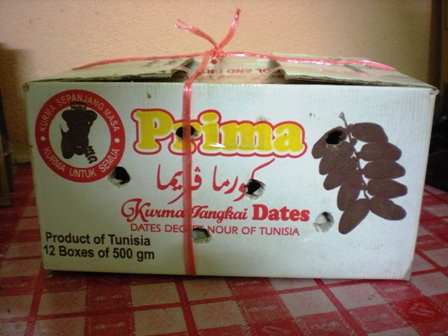 KURMA SEPANJANG MASA
KURMA UNTUK SEMUA
Prima
كورما ڤريما
Kurma Tangkai Dates
DATES DEGLET NOUR OF TUNISIA
Product of Tunisia
12 Boxes of 500 gm